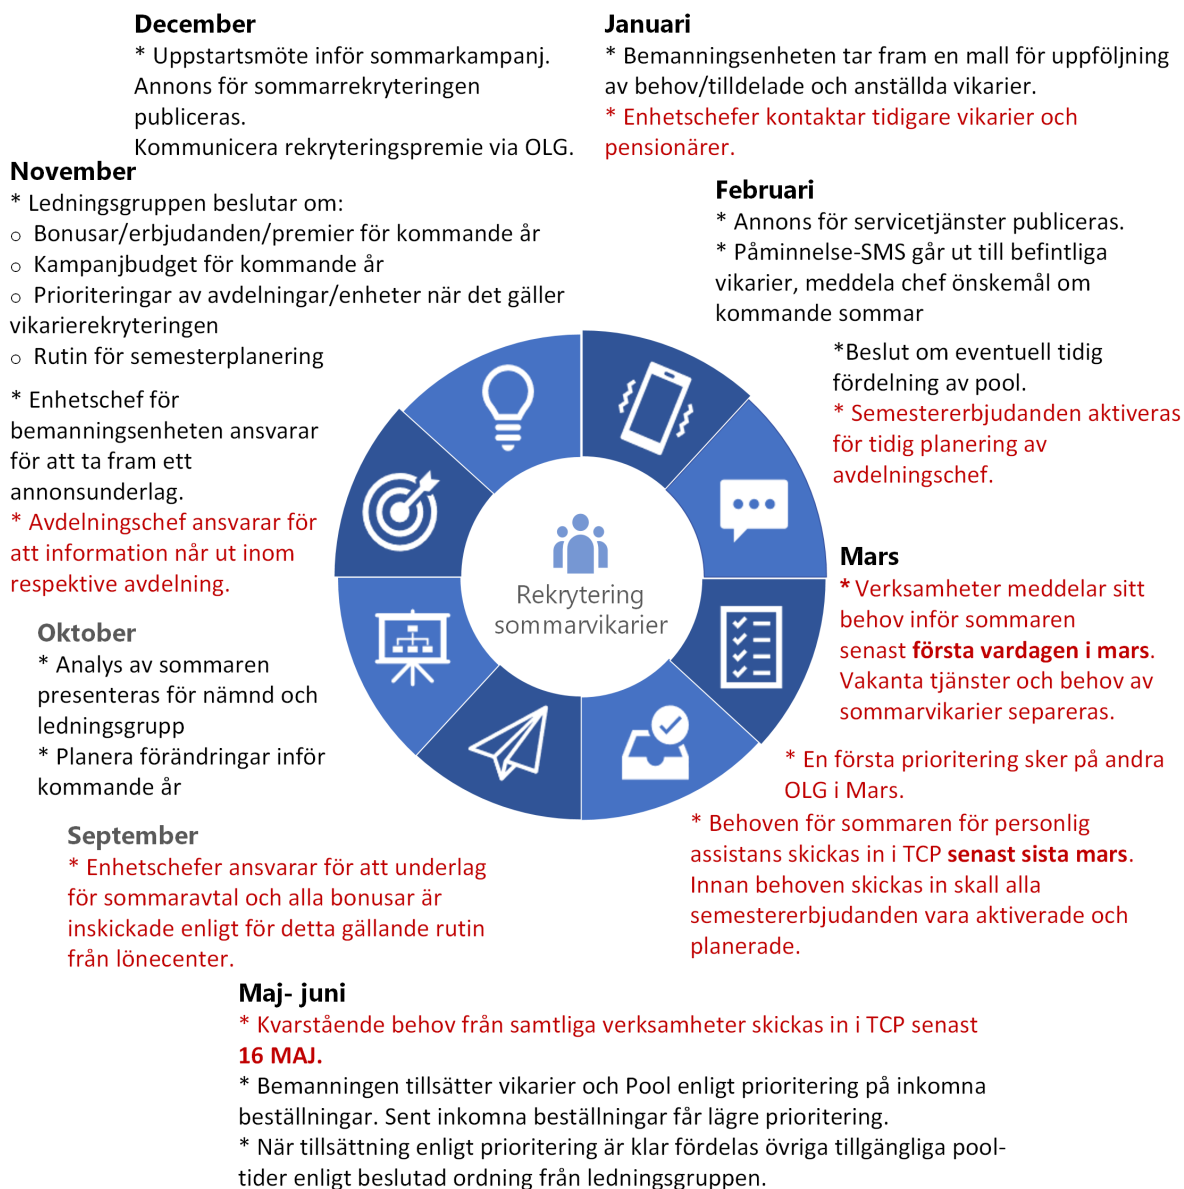 December
* Uppstartsmöte inför sommarkampanj.
Annons för sommarrekryteringen
publiceras.
Kommunicera rekryteringspremie via OLG.
Januari
* Bemanningsenheten tar fram en mall för uppföljning
av behov/tilldelade och anställda vikarier.
* Enhetschefer kontaktar tidigare vikarier och
pensionärer.
November
* Ledningsgruppen beslutar om:
o Bonusar/erbjudanden/premier för kommande år
o Kampanjbudget för kommande år
o Prioriteringar av avdelningar/enheter när det gäller
vikarierekryteringen
o Rutin för semesterplanering
* Enhetschef för
bemanningsenheten ansvarar
för att ta fram ett
annonsunderlag.
* Avdelningschef ansvarar för
att information når ut inom
respektive avdelning.
Februari
* Annons för servicetjänster publiceras.
* Påminnelse-SMS går ut till befintliga
vikarier, meddela chef önskemål om
kommande sommar
*Beslut om eventuell tidig
fördelning av pool.
* Semestererbjudanden aktiveras
för tidig planering av
avdelningschef.
Rekrytering
sommarvikarier
Mars
* Verksamheter meddelar sitt
behov inför sommaren
senast första vardagen i mars.
Vakanta tjänster och behov av
sommarvikarier separeras.
* En första prioritering sker på andra
OLG i Mars.
* Behoven för sommaren för personlig
assistans skickas in i TCP senast sista mars.
Innan behoven skickas in skall alla
semestererbjudanden vara aktiverade och
planerade.
Oktober
* Analys av sommaren
presenteras för nämnd och
ledningsgrupp
* Planera förändringar inför
kommande år
September
* Enhetschefer ansvarar för att underlag
för sommaravtal och alla bonusar är
inskickade enligt för detta gällande rutin
från lönecenter.
Maj- juni
* Kvarstående behov från samtliga verksamheter skickas in i TCP senast
16 MAJ.
* Bemanningen tillsätter vikarier och Pool enligt prioritering på inkomna
beställningar. Sent inkomna beställningar får lägre prioritering.
* När tillsättning enligt prioritering är klar fördelas övriga tillgängliga pool-
tider enligt beslutad ordning från ledningsgruppen.